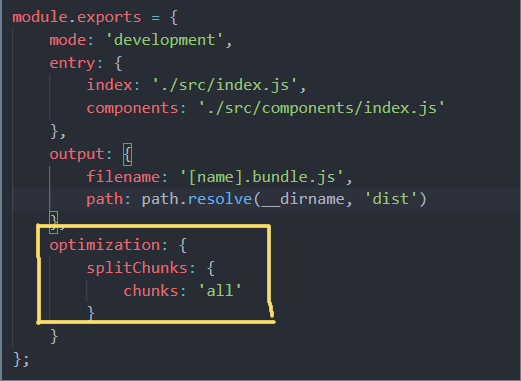 module.exports = {
    mode: 'development',
    entry: {
        index: './src/index.js',
        components: './src/components/index.js'
    },
    output: {
        filename: '[name].bundle.js',
        path: path.resolve(__dirname, 'dist')
    },
    optimization: {
        splitChunks: {
            chunks: 'all'
        }
    }
};